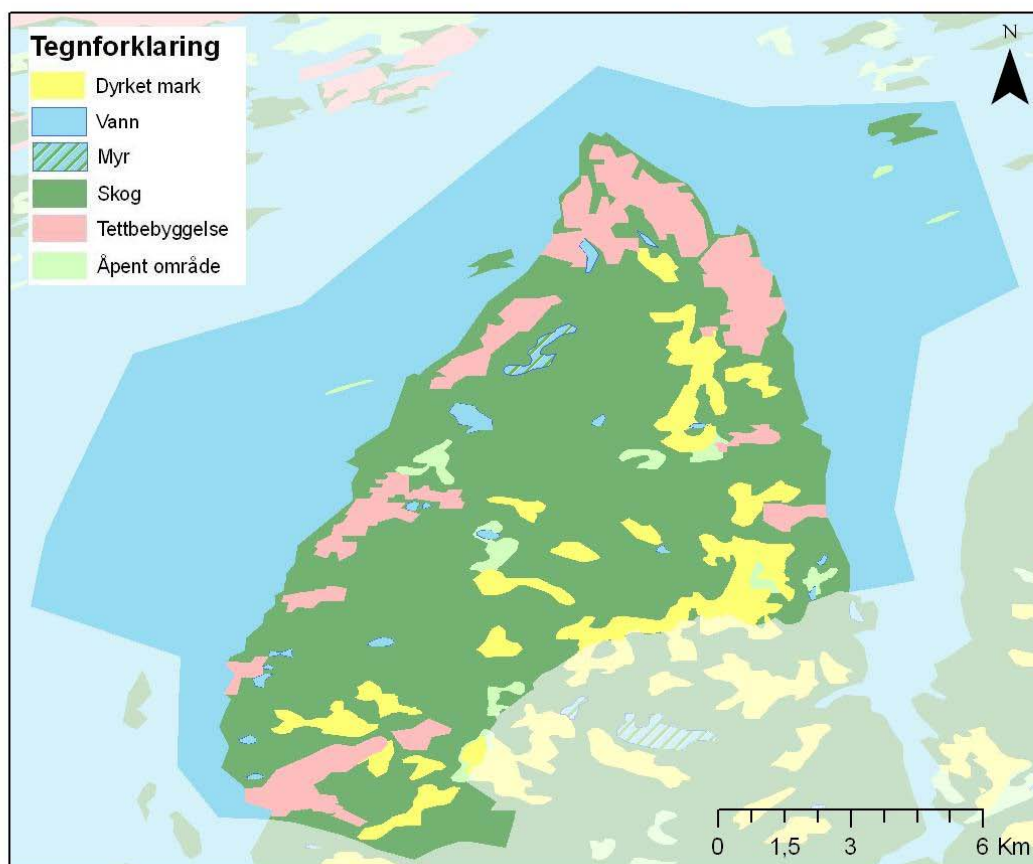 Tegnforklaring
Dyrket mark
Vann
Myr
Skog
Tettbebyggelse
Åpent område
N
0 1,5 3 6 Km